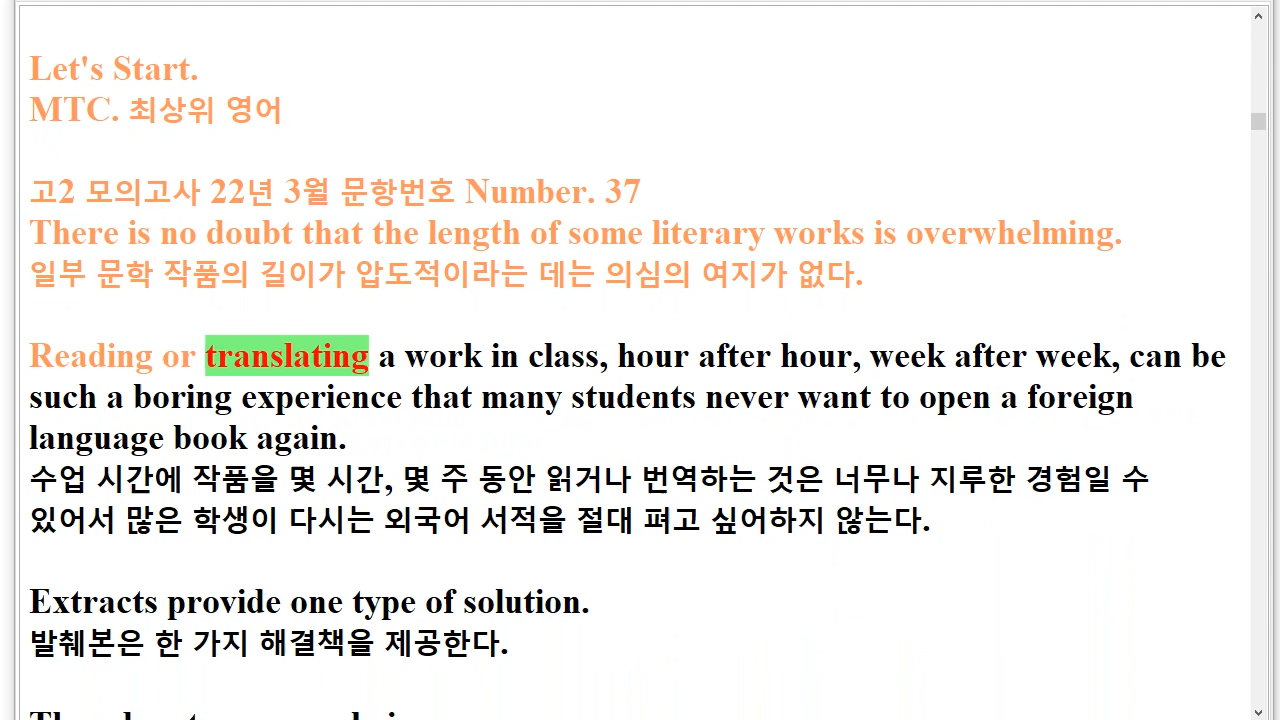 Let's Start.
MTC. 최상위 영어
고2 모의고사 22년 3월 문항번호 Number. 37
There is no doubt that the length of some literary works is overwhelming.
일부 문학 작품의 길이가 압도적이라는 데는 의심의 여지가 없다.
Reading or translating a work in class, hour after hour, week after week, can be
such a boring experience that many students never want to open a foreign
language book again.
수업 시간에 작품을 몇 시간, 몇 주 동안 읽거나 번역하는 것은 너무나 지루한 경험일 수
있어서 많은 학생이 다시는 외국어 서적을 절대 펴고 싶어하지 않는다.
Extracts provide one type of solution.
발췌본은 한 가지 해결책을 제공한다.